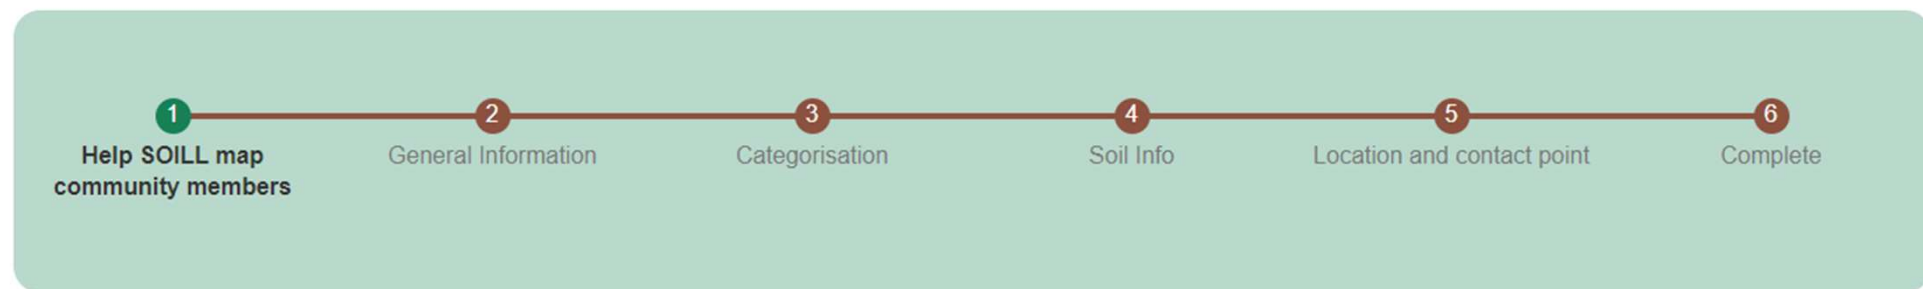 1
Help SOILL map
community members
2
General Information
3
Categorisation
4
Soil Info
5
Location and contact point
6
Complete